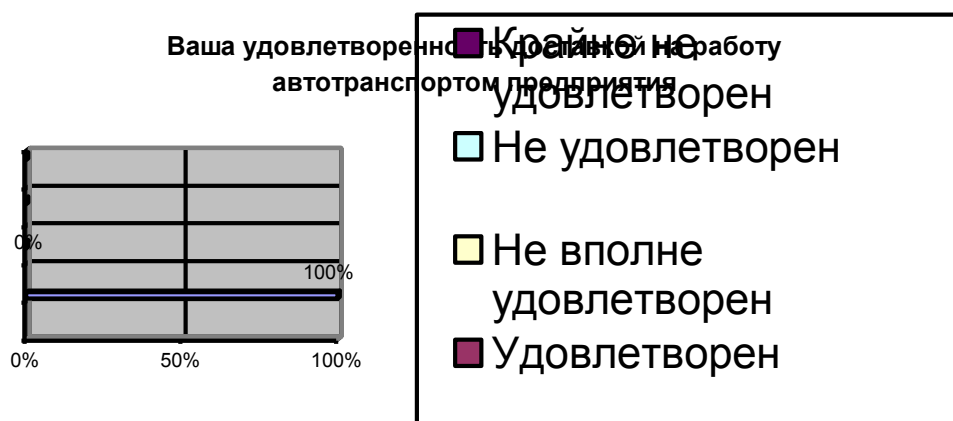 Ваша удовлетворенность доставкой на работу
автотранспортом предприятия
0%
100%
0% 50% 100%
Крайне не
удовлетворен
Не удовлетворен
Не вполне
удовлетворен
Удовлетворен